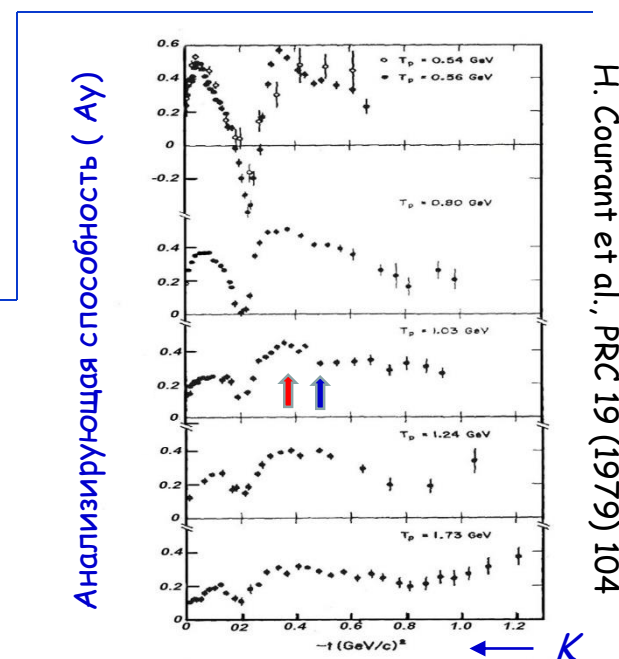 Анализирующая способность ( Ay)
0.6
0.4
0.2
0
-0.2
o Tp = 0.54 GeV
• Tp = 0.56 GeV
0.4
0.2
0
Tp = 0.80 GeV
0.4
0.2
0
Tp = 1.03 GeV
0.4
0.2
0
Tp = 1.24 GeV
0.4
0.2
0
Tp = 1.73 GeV
0 02 0.4 0.6 0.8 1.0 1.2
-t (GeV/c)²
K
H. Courant et al., PRC 19 (1979) 104